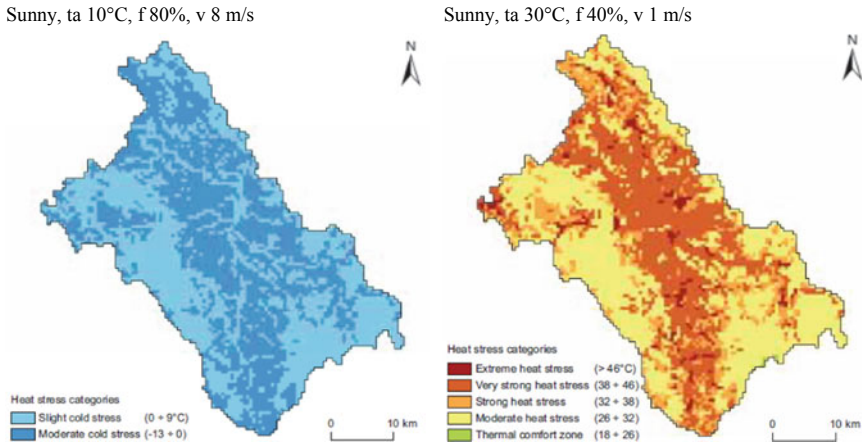 Sunny, ta 10°C, f 80%, v 8 m/s
Sunny, ta 30°C, f 40%, v 1 m/s
N
N
Heat stress categories
Slight cold stress (0 ÷ 9°C)
Moderate cold stress (-13 ÷ 0)
0 10 km
Heat stress categories
Extreme heat stress (> 46°C)
Very strong heat stress (38 ÷ 46)
Strong heat stress (32 ÷ 38)
Moderate heat stress (26 ÷ 32)
Thermal comfort zone (18 ÷ 26)
0 10 km